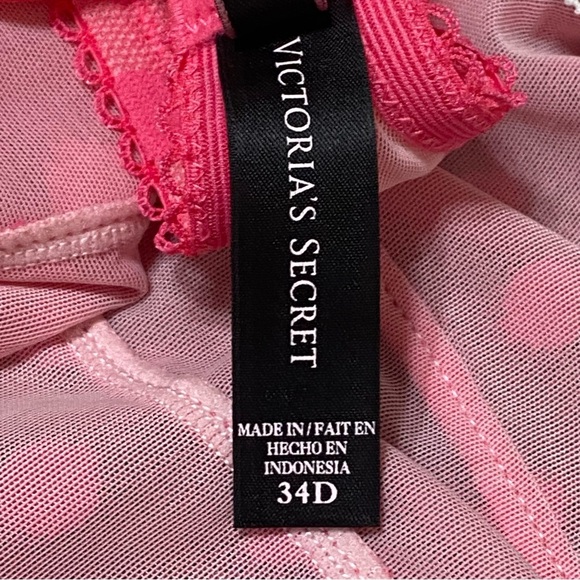 VICTORIA'S SECRET
MADE IN/FAIT EN
HECHO EN
INDONESIA
34D